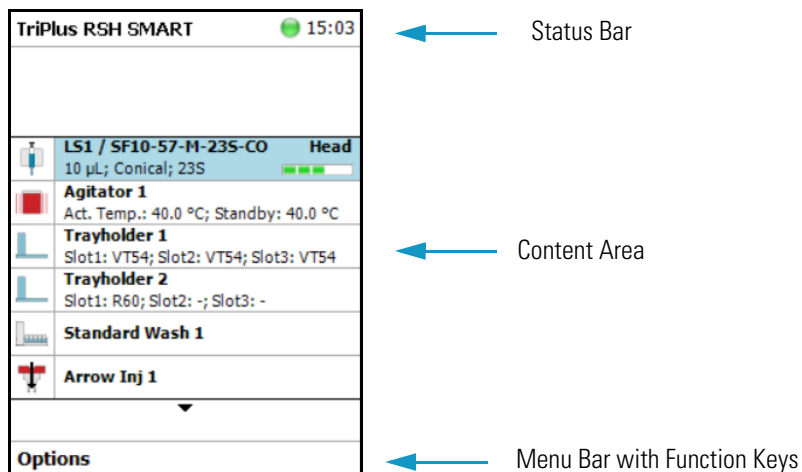 TriPlus RSH SMART 15:03
Status Bar
LS1 / SF10-57-M-23S-CO Head
10 µL; Conical; 23S
Agitator 1
Act. Temp.: 40.0 °C; Standby: 40.0 °C
Trayholder 1
Slot1: VT54; Slot2: VT54; Slot3: VT54
Content Area
Trayholder 2
Slot1: R60; Slot2: -; Slot3: -
Standard Wash 1
Arrow Inj 1
Options
Menu Bar with Function Keys